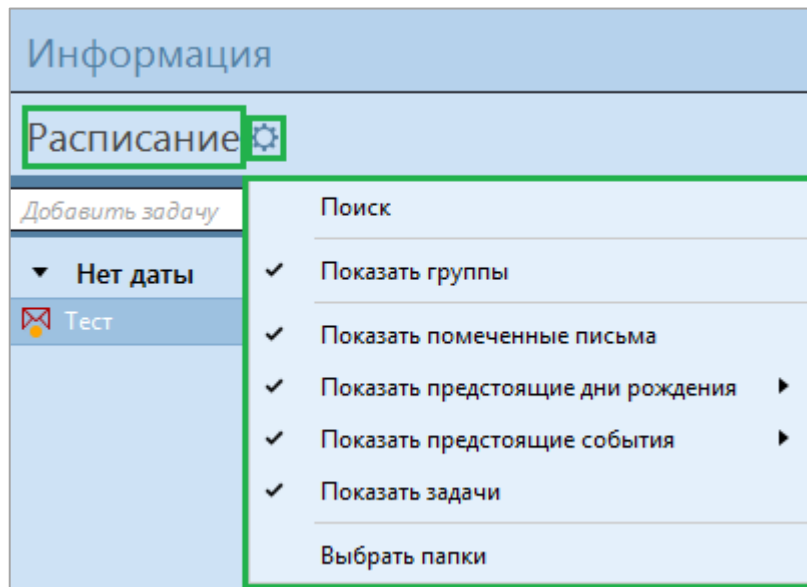 Информация
Расписание
Добавить задачу
Поиск
Нет даты
Показать группы
Тест
Показать помеченные письма
Показать предстоящие дни рождения
Показать предстоящие события
Показать задачи
Выбрать папки